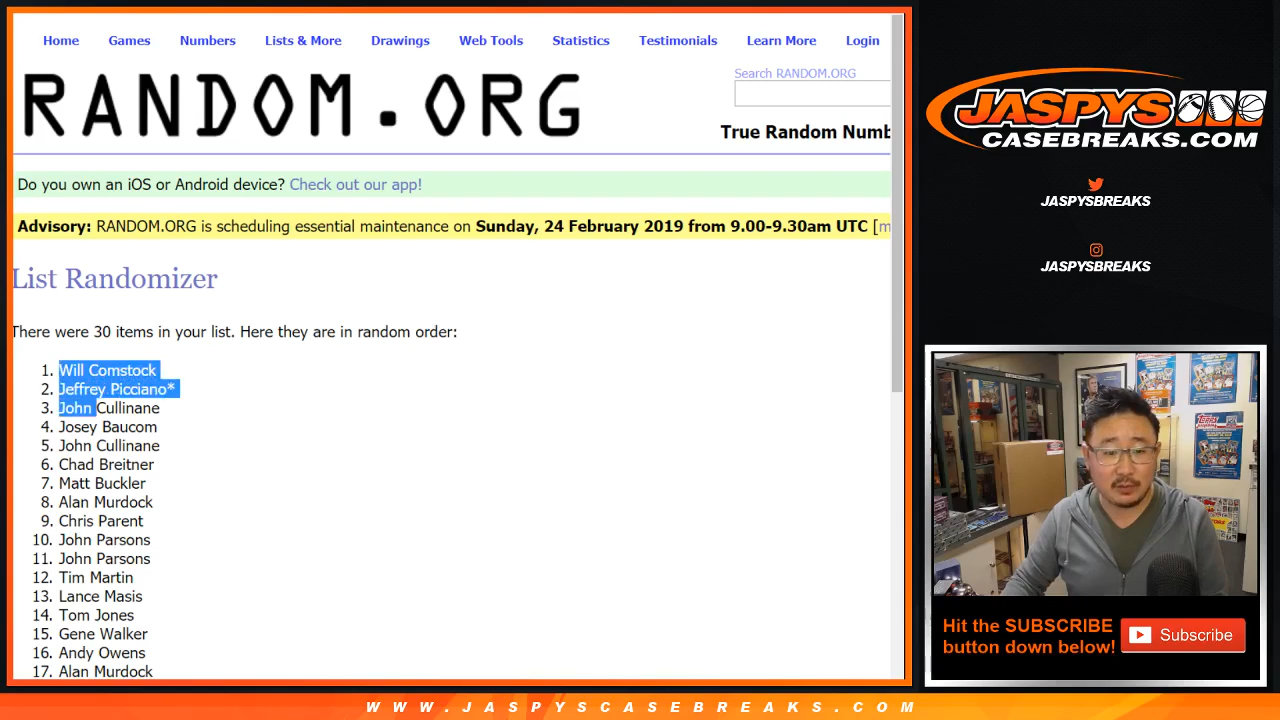 Home Games Numbers Lists & More Drawings Web Tools Statistics Testimonials Learn More Login
RANDOM.ORG
Search RANDOM.ORG
True Random Numb
Do you own an iOS or Android device? Check out our app!
Advisory: RANDOM.ORG is scheduling essential maintenance on Sunday, 24 February 2019 from 9.00-9.30am UTC [m
List Randomizer
There were 30 items in your list. Here they are in random order:
1. Will Comstock
2. Jeffrey Picciano*
3. John Cullinane
4. Josey Baucom
5. John Cullinane
6. Chad Breitner
7. Matt Buckler
8. Alan Murdock
9. Chris Parent
10. John Parsons
11. John Parsons
12. Tim Martin
13. Lance Masis
14. Tom Jones
15. Gene Walker
16. Andy Owens
17. Alan Murdock
JASPYS
CASEBREAKS.COM
JASPYSBREAKS
JASPYSBREAKS
Hit the SUBSCRIBE
button down below!
Subscribe
WWW.JASPYSCASEBREAKS.COM